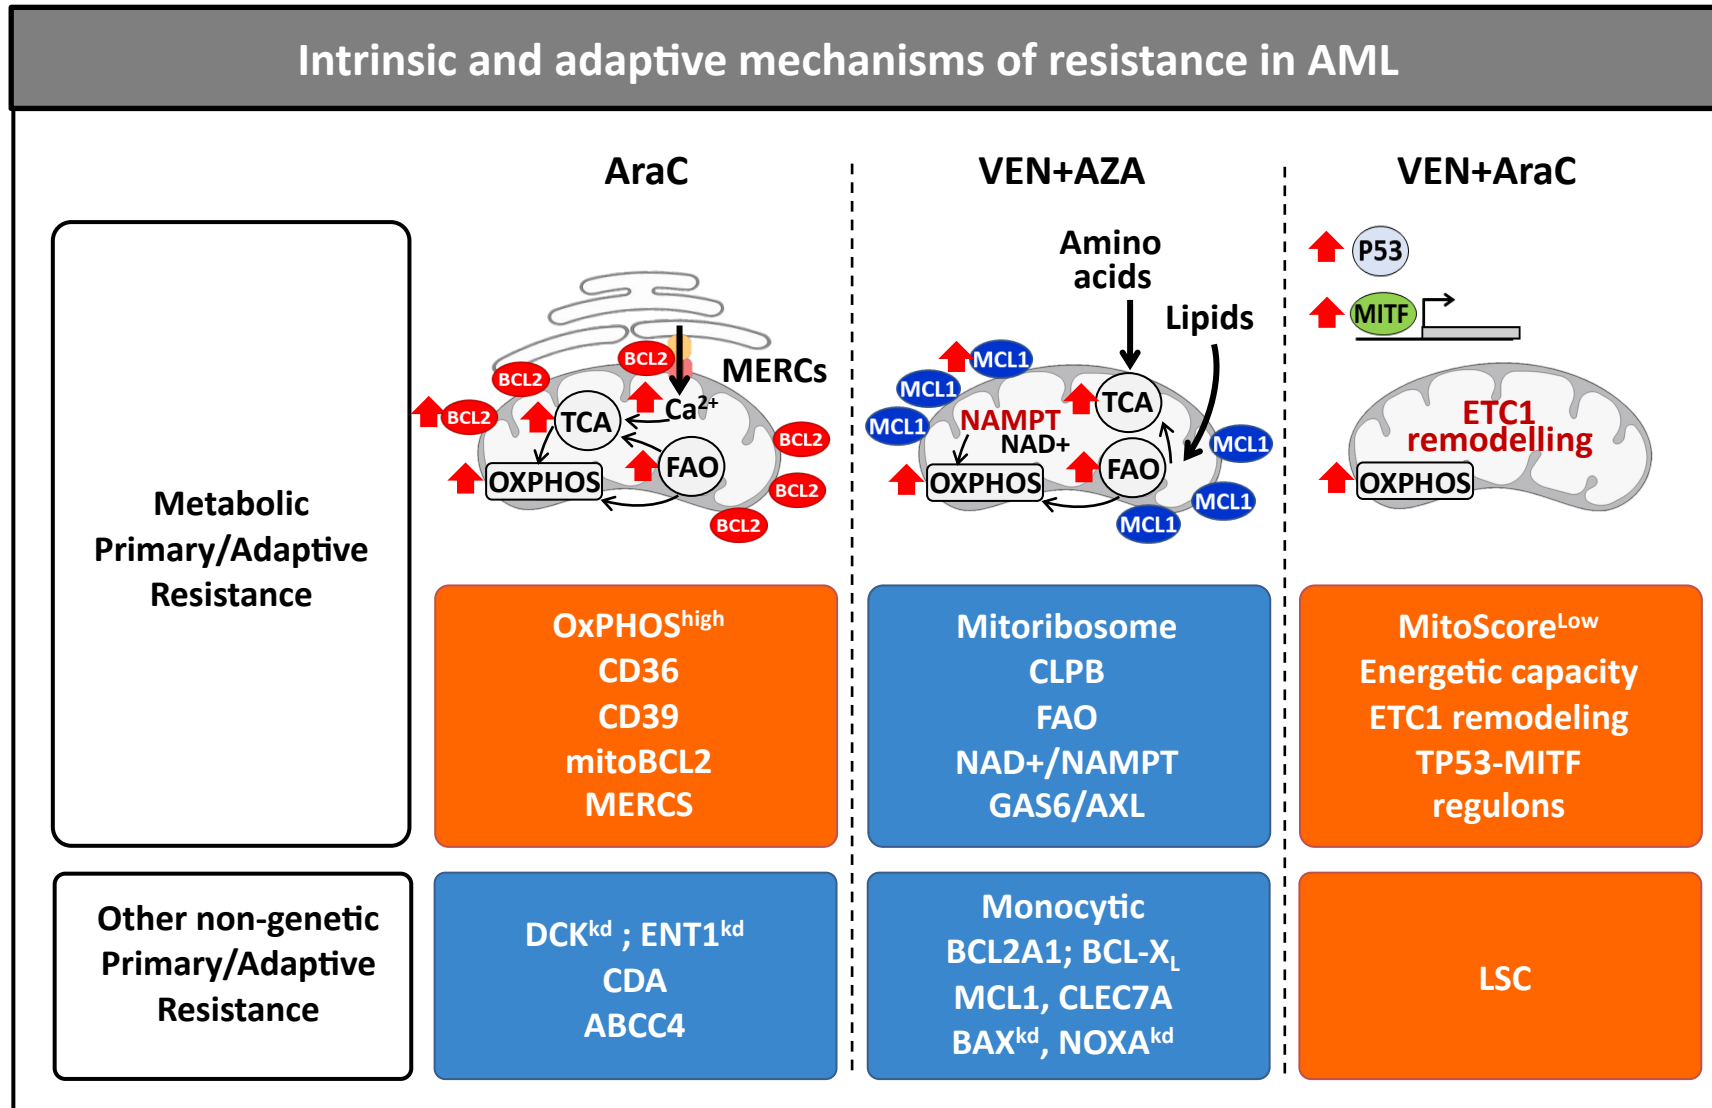 Intrinsic and adaptive mechanisms of resistance in AML
AraC
VEN+AZA
VEN+AraC
Metabolic
Primary/Adaptive
Resistance
BCL2
BCL2
BCL2
MERCs
Ca²⁺
TCA
FAO
OXPHOS
BCL2
BCL2
BCL2
Amino
acids
Lipids
MCL1
MCL1
MCL1
TCA
NAMPT
NAD+
FAO
OXPHOS
MCL1
MCL1
MCL1
P53
MITF
ETC1
remodelling
OXPHOS
OxPHOSʰⁱᵍʰ
CD36
CD39
mitoBCL2
MERCS
Mitoribosome
CLPB
FAO
NAD+/NAMPT
GAS6/AXL
MitoScoreᴸᵒʷ
Energetic capacity
ETC1 remodeling
TP53-MITF
regulons
Other non-genetic
Primary/Adaptive
Resistance
DCKᵏᵈ ; ENT1ᵏᵈ
CDA
ABCC4
Monocytic
BCL2A1; BCL-X_L
MCL1, CLEC7A
BAXᵏᵈ, NOXAᵏᵈ
LSC